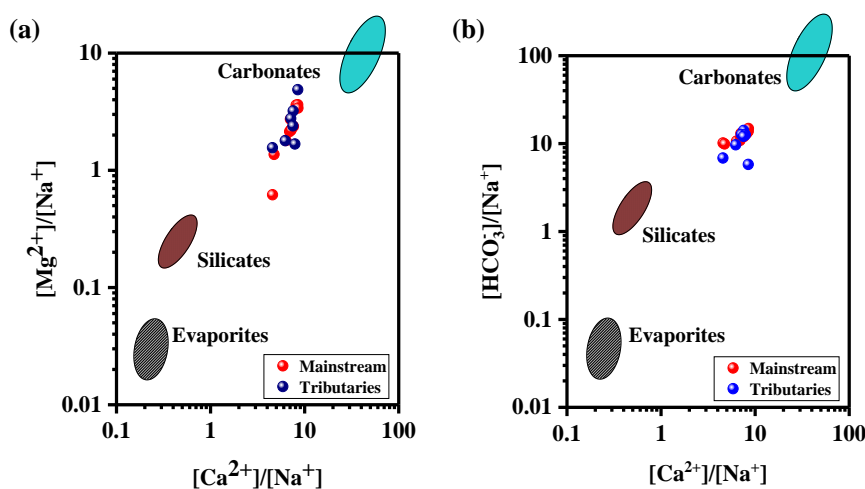 (a)
[Mg²⁺]/[Na⁺]
10
1
0.1
0.01
Carbonates
Silicates
Evaporites
Mainstream
Tributaries
0.1 1 10 100
[Ca²⁺]/[Na⁺]
(b)
[HCO₃⁻]/[Na⁺]
100
10
1
0.1
0.01
Carbonates
Silicates
Evaporites
Mainstream
Tributaries
0.1 1 10 100
[Ca²⁺]/[Na⁺]